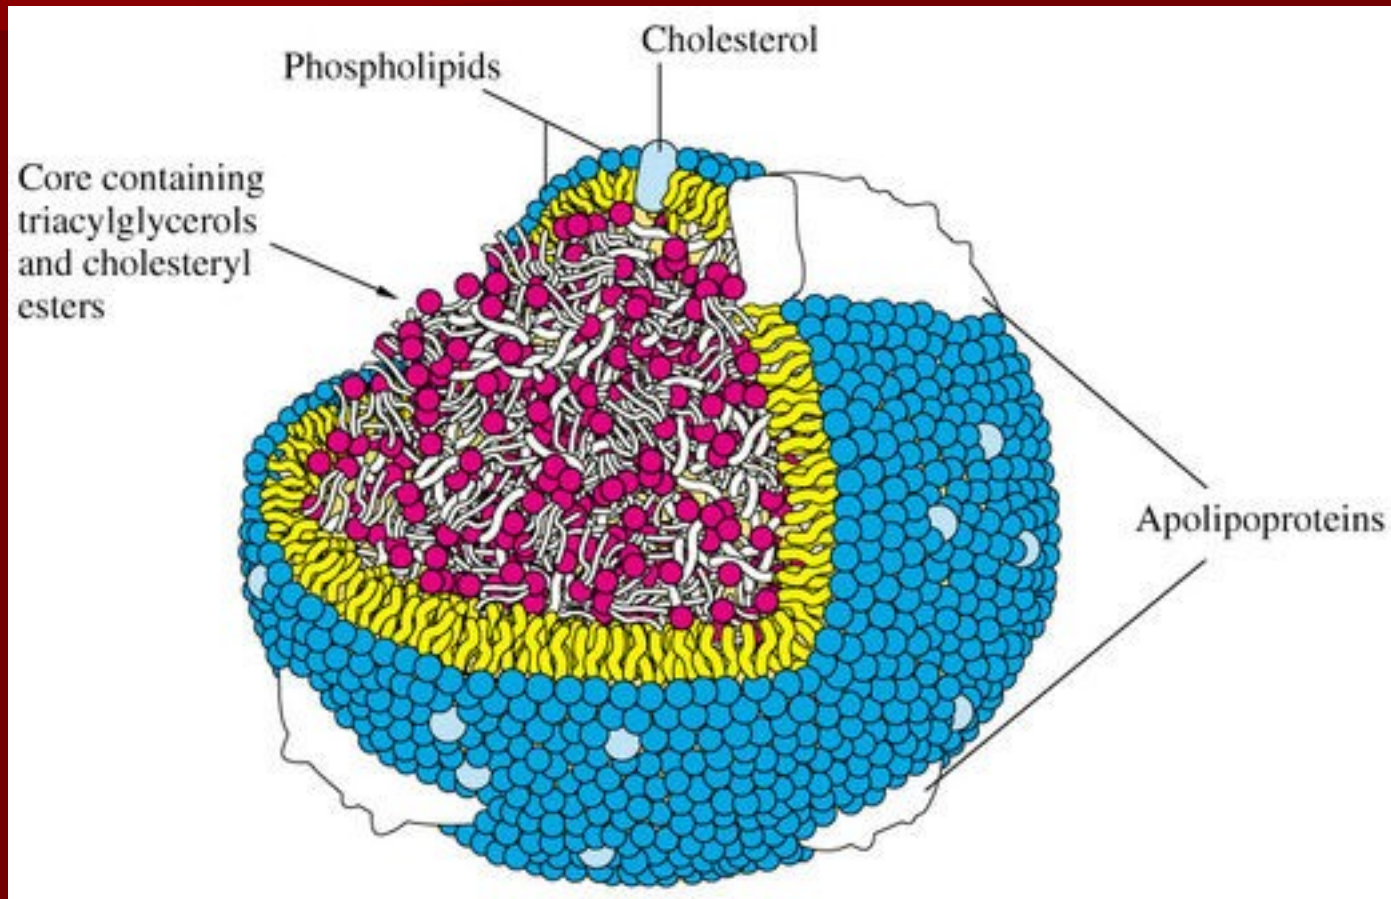 Cholesterol
Phospholipids
Core containing
triacylglycerols
and cholesteryl
esters
Apolipoproteins